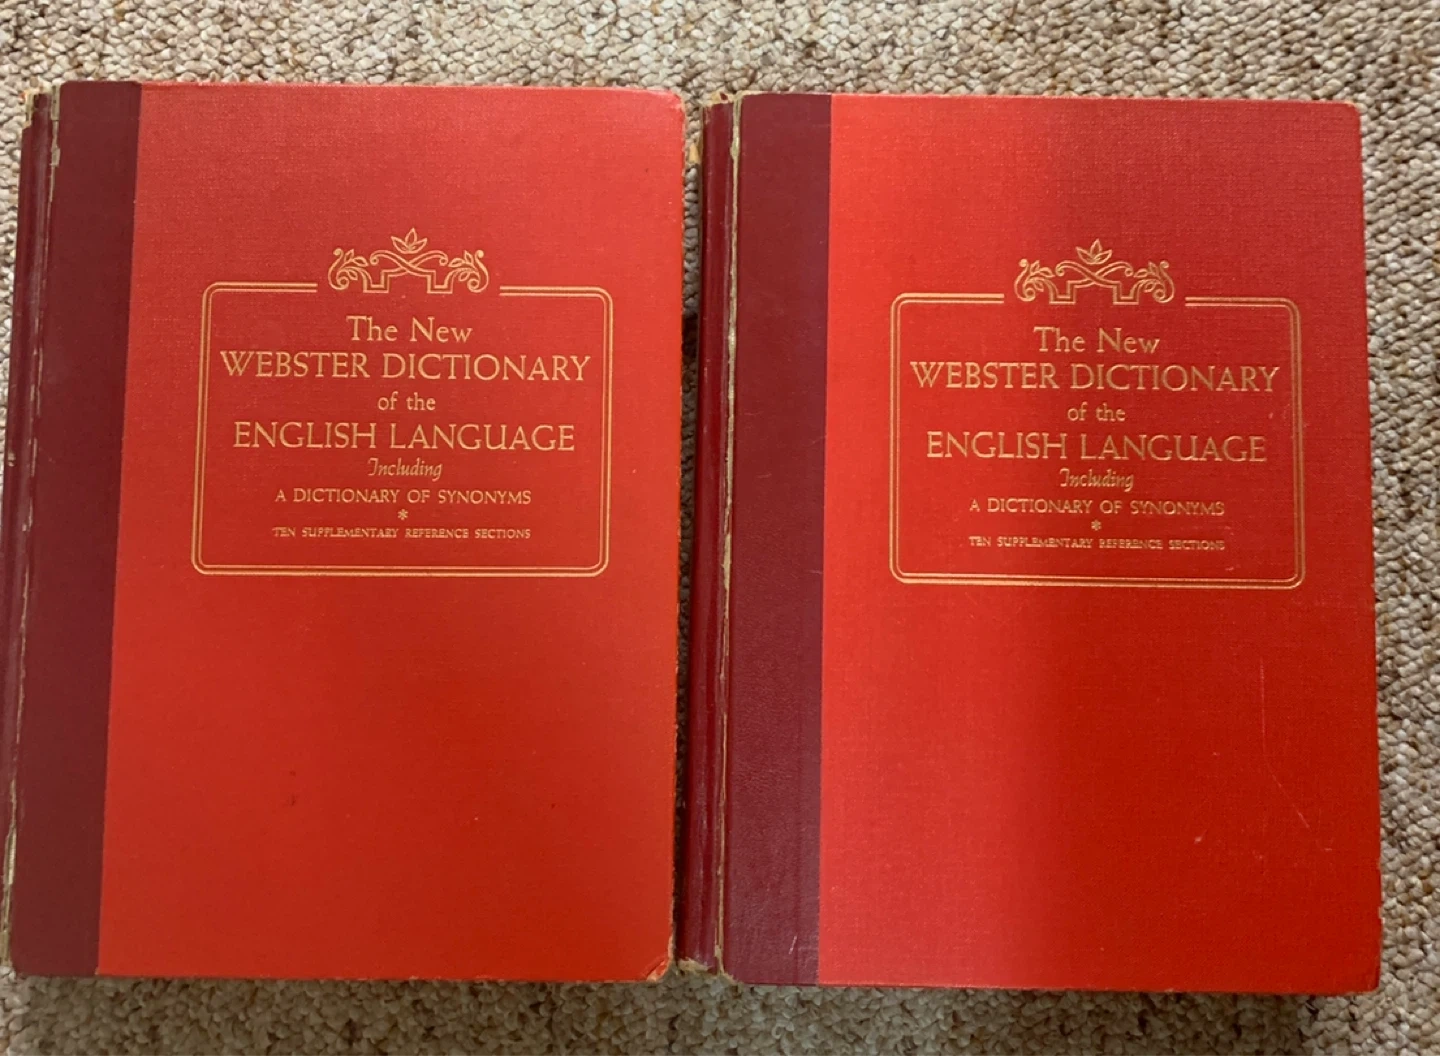 The New
WEBSTER DICTIONARY
of the
ENGLISH LANGUAGE
Including
A DICTIONARY OF SYNONYMS
*
TEN SUPPLEMENTARY REFERENCE SECTIONS
The New
WEBSTER DICTIONARY
of the
ENGLISH LANGUAGE
Including
A DICTIONARY OF SYNONYMS
*
TEN SUPPLEMENTARY REFERENCE SECTIONS